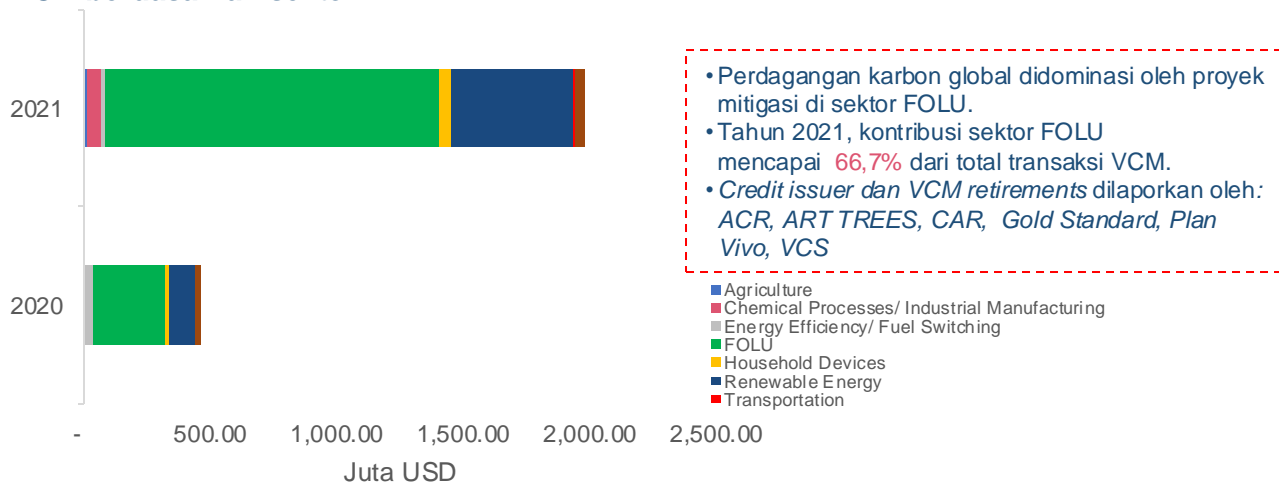 2021
2020
-
500.00
1,000.00
1,500.00
2,000.00
2,500.00
Juta USD
• Perdagangan karbon global didominasi oleh proyek
mitigasi di sektor FOLU.
• Tahun 2021, kontribusi sektor FOLU
mencapai 66,7% dari total transaksi VCM.
• Credit issuer dan VCM retirements dilaporkan oleh:
ACR, ART TREES, CAR, Gold Standard, Plan
Vivo, VCS
Agriculture
Chemical Processes/ Industrial Manufacturing
Energy Efficiency/ Fuel Switching
FOLU
Household Devices
Renewable Energy
Transportation